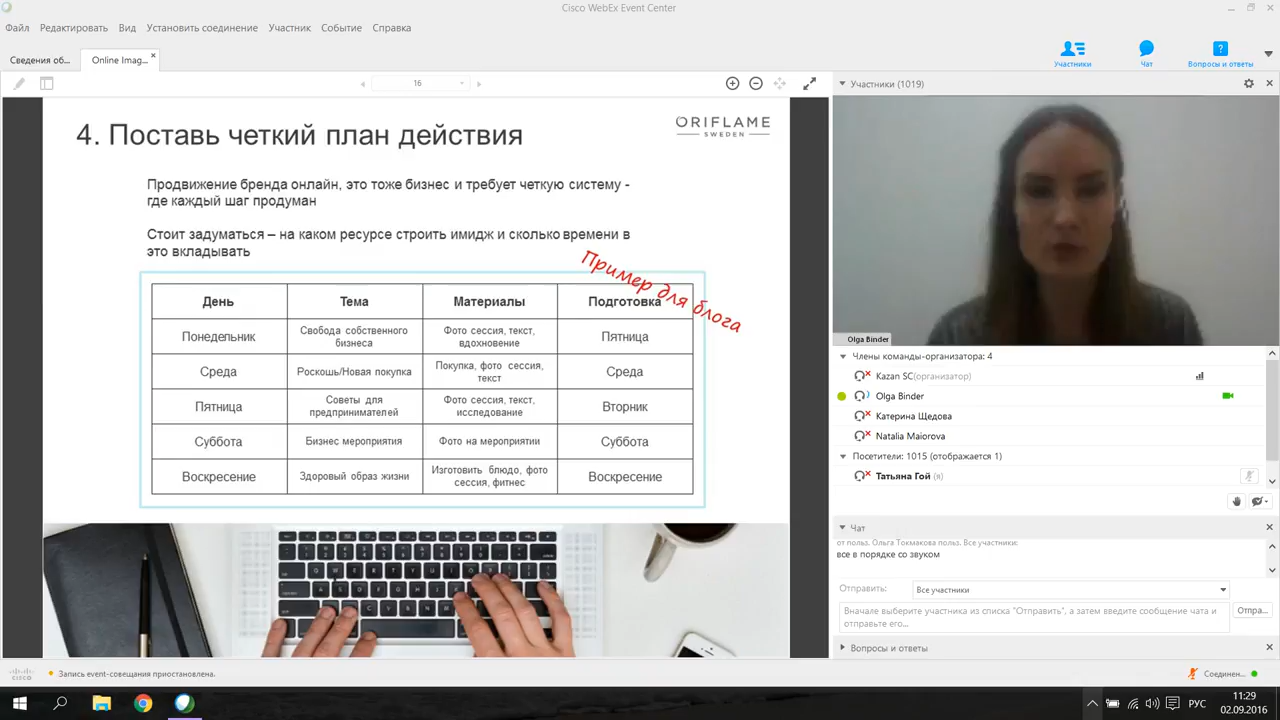 Cisco WebEx Event Center
Файл Редактировать Вид Установить соединение Участник Событие Справка
Сведения об... Online Imag...
Участники Чат Вопросы и ответы
16
Участники (1019)
4. Поставь четкий план действия
ORIFLAME
SWEDEN
Продвижение бренда онлайн, это тоже бизнес и требует четкую систему -
где каждый шаг продуман
Стоит задуматься – на каком ресурсе строить имидж и сколько времени в
это вкладывать
Пример для блога
День Тема Материалы Подготовка
Понедельник Свобода собственного бизнеса Фото сессия, текст, вдохновение Пятница
Среда Роскошь/Новая покупка Покупка, фото сессия, текст Среда
Пятница Советы для предпринимателей Фото сессия, текст, исследование Вторник
Суббота Бизнес мероприятия Фото на мероприятии Суббота
Воскресение Здоровый образ жизни Изготовить блюдо, фото сессия, фитнес Воскресение
Olga Binder
Члены команды-организатора: 4
Kazan SC(организатор)
Olga Binder
Катерина Щедова
Natalia Maiorova
Посетители: 1015 (отображается 1)
Татьяна Гой (я)
Чат
от польз. Ольга Токмакова польз. Все участники:
все в порядке со звуком
Отправить: Все участники
Вначале выберите участника из списка "Отправить", а затем введите сообщение чата и
отправьте его...
Отпра...
Вопросы и ответы
cisco
Запись event-совещания приостановлена.
Соединен...
РУС
11:29
02.09.2016